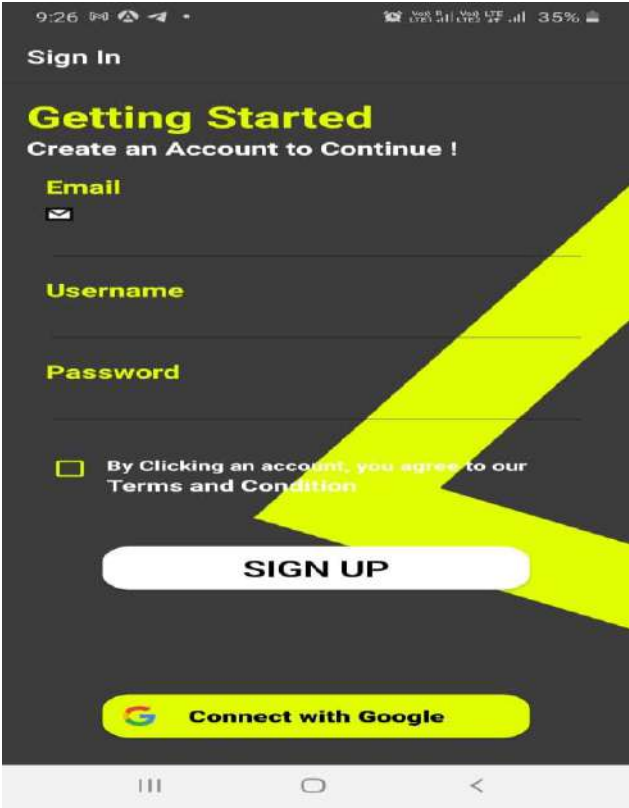 9:26
35%
Sign In
Getting Started
Create an Account to Continue !
Email
Username
Password
By Clicking an account, you agree to our
Terms and Condition
SIGN UP
Connect with Google